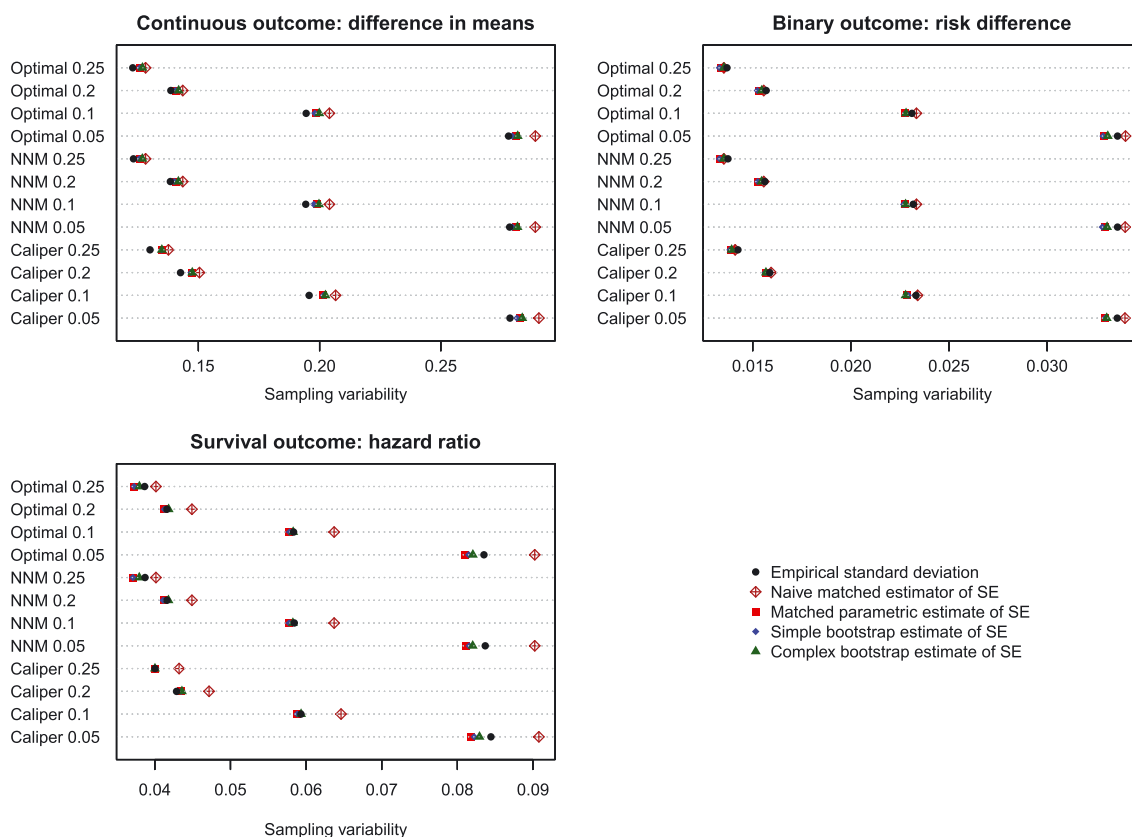 Continuous outcome: difference in means
Optimal 0.25
Optimal 0.2
Optimal 0.1
Optimal 0.05
NNM 0.25
NNM 0.2
NNM 0.1
NNM 0.05
Caliper 0.25
Caliper 0.2
Caliper 0.1
Caliper 0.05
0.15 0.20 0.25
Sampling variability
Binary outcome: risk difference
Optimal 0.25
Optimal 0.2
Optimal 0.1
Optimal 0.05
NNM 0.25
NNM 0.2
NNM 0.1
NNM 0.05
Caliper 0.25
Caliper 0.2
Caliper 0.1
Caliper 0.05
0.015 0.020 0.025 0.030
Sampling variability
Survival outcome: hazard ratio
Optimal 0.25
Optimal 0.2
Optimal 0.1
Optimal 0.05
NNM 0.25
NNM 0.2
NNM 0.1
NNM 0.05
Caliper 0.25
Caliper 0.2
Caliper 0.1
Caliper 0.05
0.04 0.05 0.06 0.07 0.08 0.09
Sampling variability
Empirical standard deviation
Naive matched estimator of SE
Matched parametric estimate of SE
Simple bootstrap estimate of SE
Complex bootstrap estimate of SE